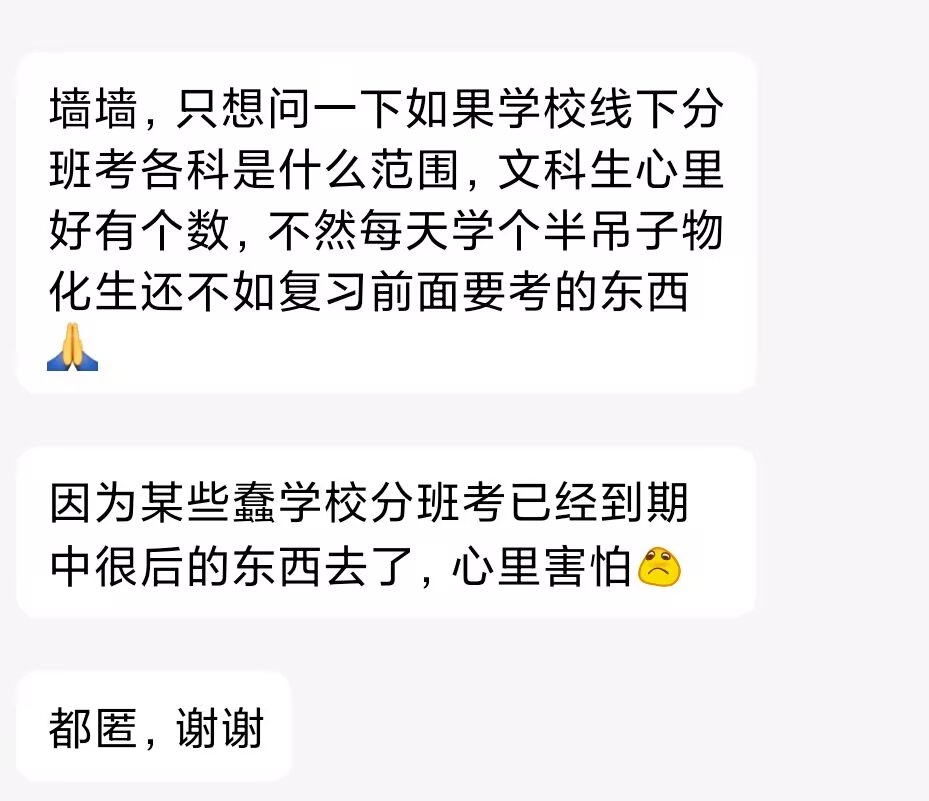 墙墙，只想问一下如果学校线下分
班考各科是什么范围，文科生心里
好有个数，不然每天学个半吊子物
化生还不如复习前面要考的东西
🙏
因为某些蠢学校分班考已经到期
中很后的东西去了，心里害怕☹️
都匿，谢谢